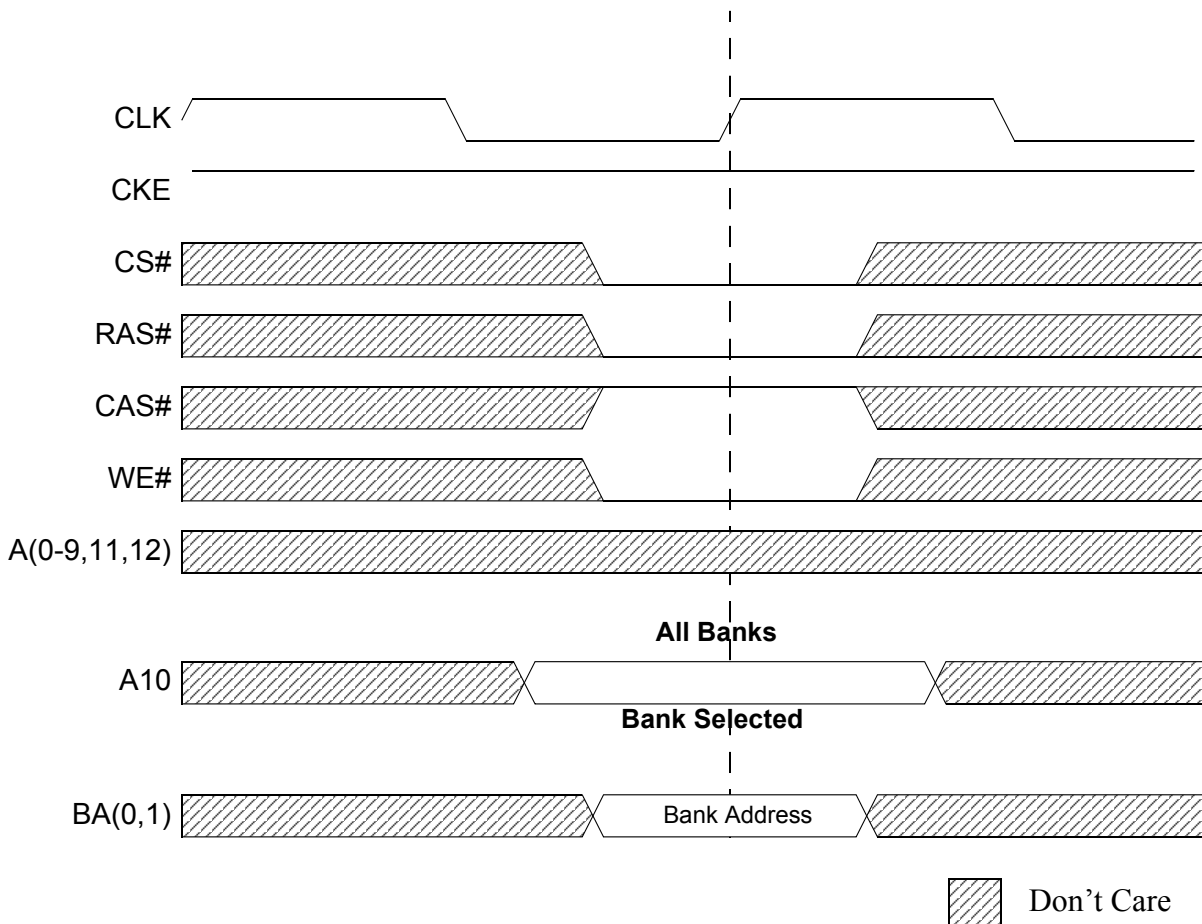 CLK
CKE
CS#
RAS#
CAS#
WE#
A(0-9,11,12)
All Banks
A10
Bank Selected
BA(0,1)
Bank Address
Don't Care